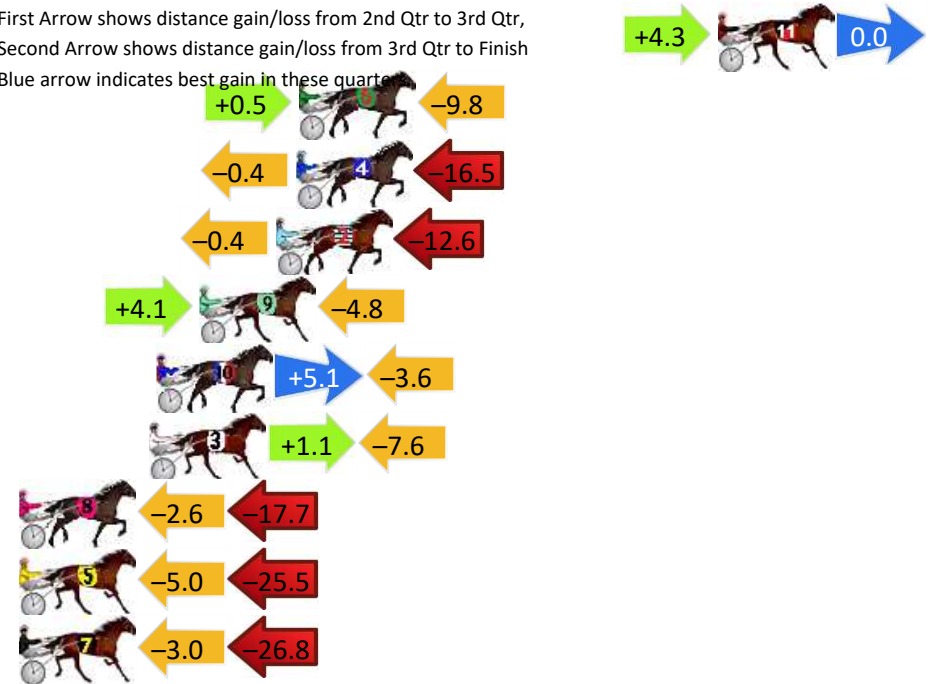 First Arrow shows distance gain/loss from 2nd Qtr to 3rd Qtr,
Second Arrow shows distance gain/loss from 3rd Qtr to Finish
Blue arrow indicates best gain in these quarters
+4.3 11 0.0
+0.5 6 –9.8
–0.4 4 –16.5
–0.4 –12.6
+4.1 9 –4.8
10 +5.1 –3.6
3 +1.1 –7.6
8 –2.6 –17.7
5 –5.0 –25.5
7 –3.0 –26.8